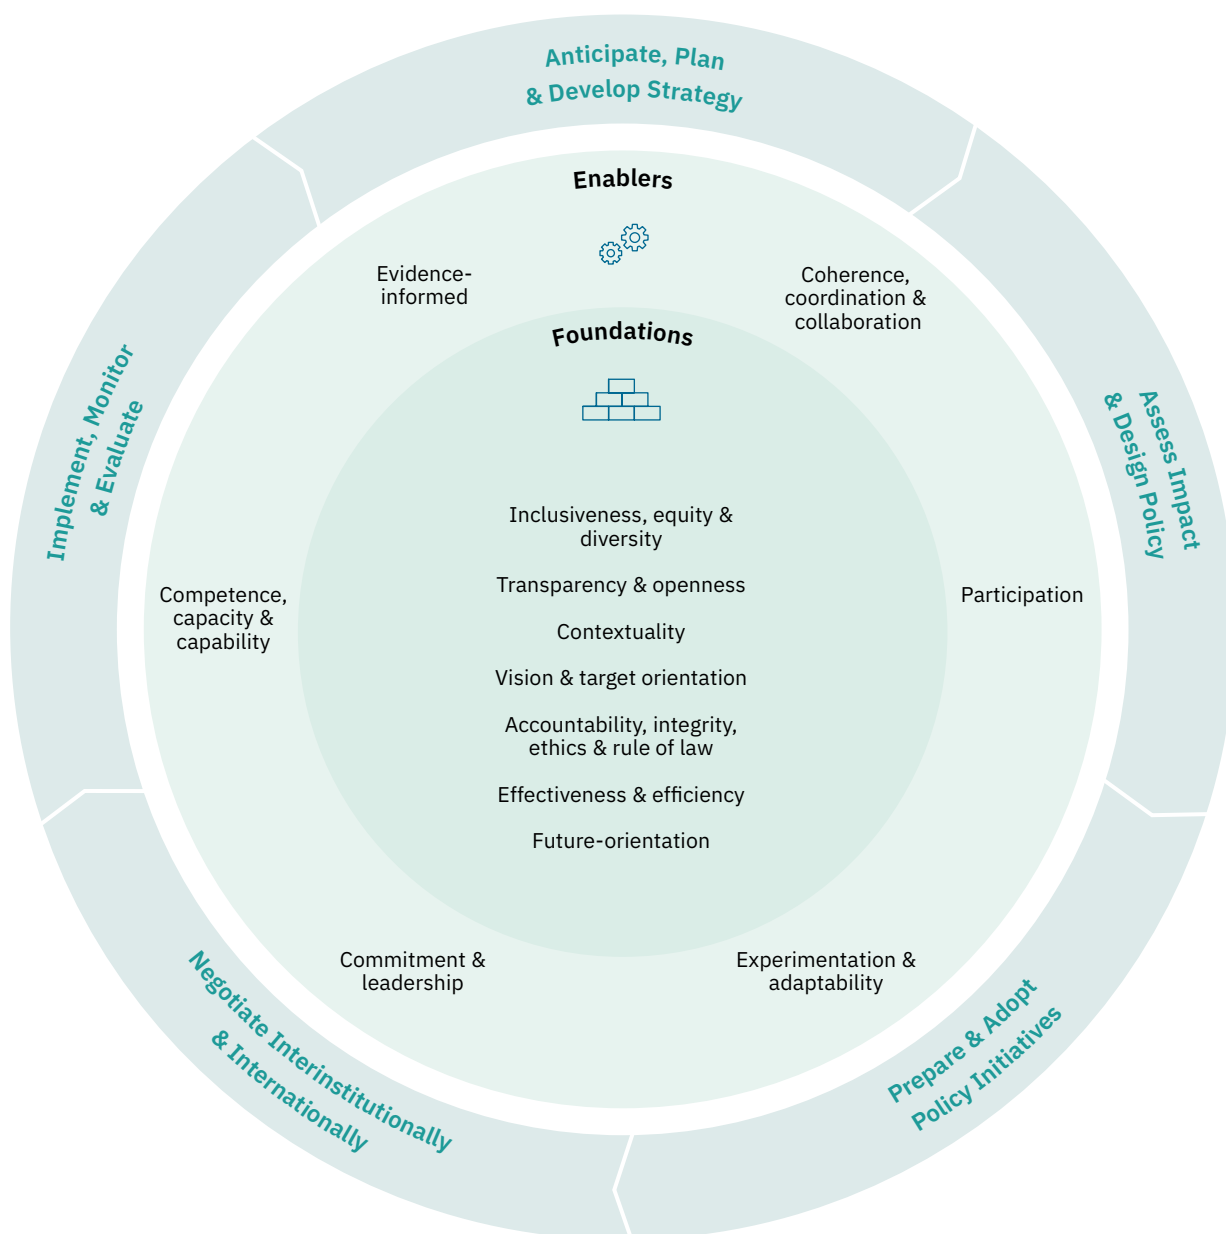 Anticipate, Plan
& Develop Strategy
Assess Impact
& Design Policy
Prepare & Adopt
Policy Initiatives
Negotiate Interinstitutionally
& Internationally
Implement, Monitor
& Evaluate
Enablers
Evidence-
informed
Coherence,
coordination &
collaboration
Competence,
capacity &
capability
Participation
Commitment &
leadership
Experimentation &
adaptability
Foundations
Inclusiveness, equity &
diversity
Transparency & openness
Contextuality
Vision & target orientation
Accountability, integrity,
ethics & rule of law
Effectiveness & efficiency
Future-orientation